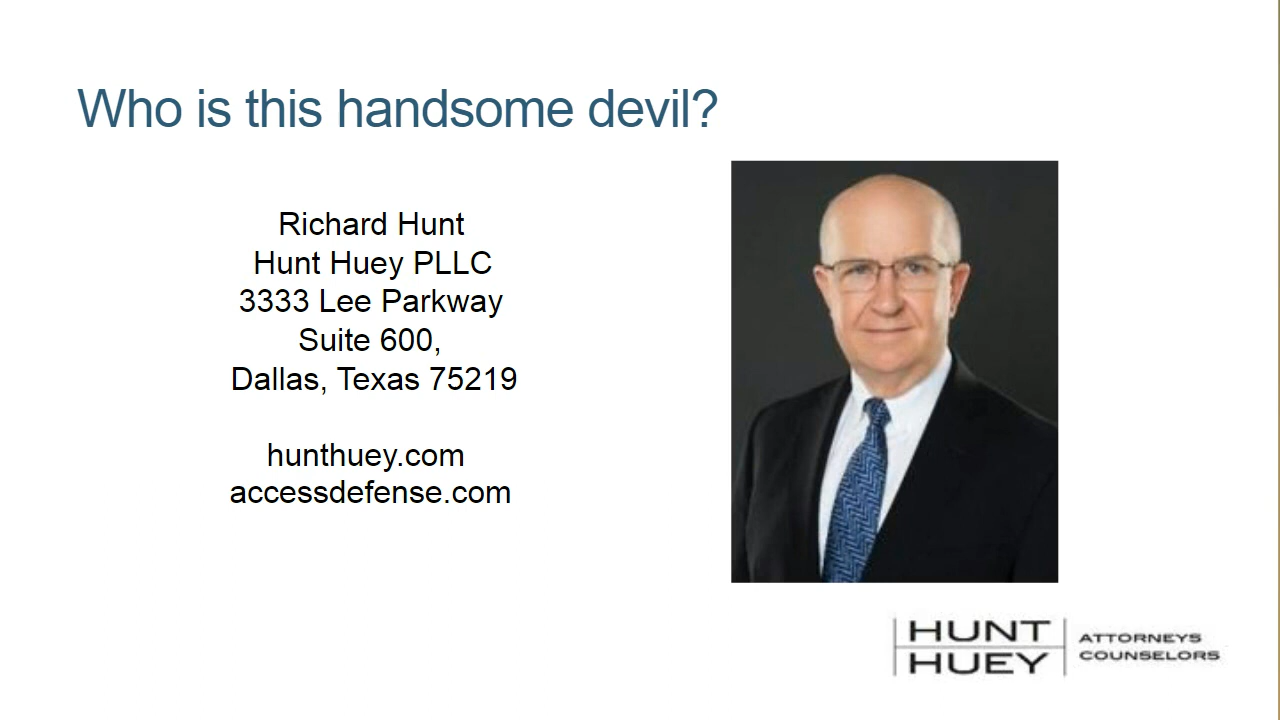 Who is this handsome devil?
Richard Hunt
Hunt Huey PLLC
3333 Lee Parkway
Suite 600,
Dallas, Texas 75219
hunthuey.com
accessdefense.com
HUNT
HUEY
ATTORNEYS
COUNSELORS